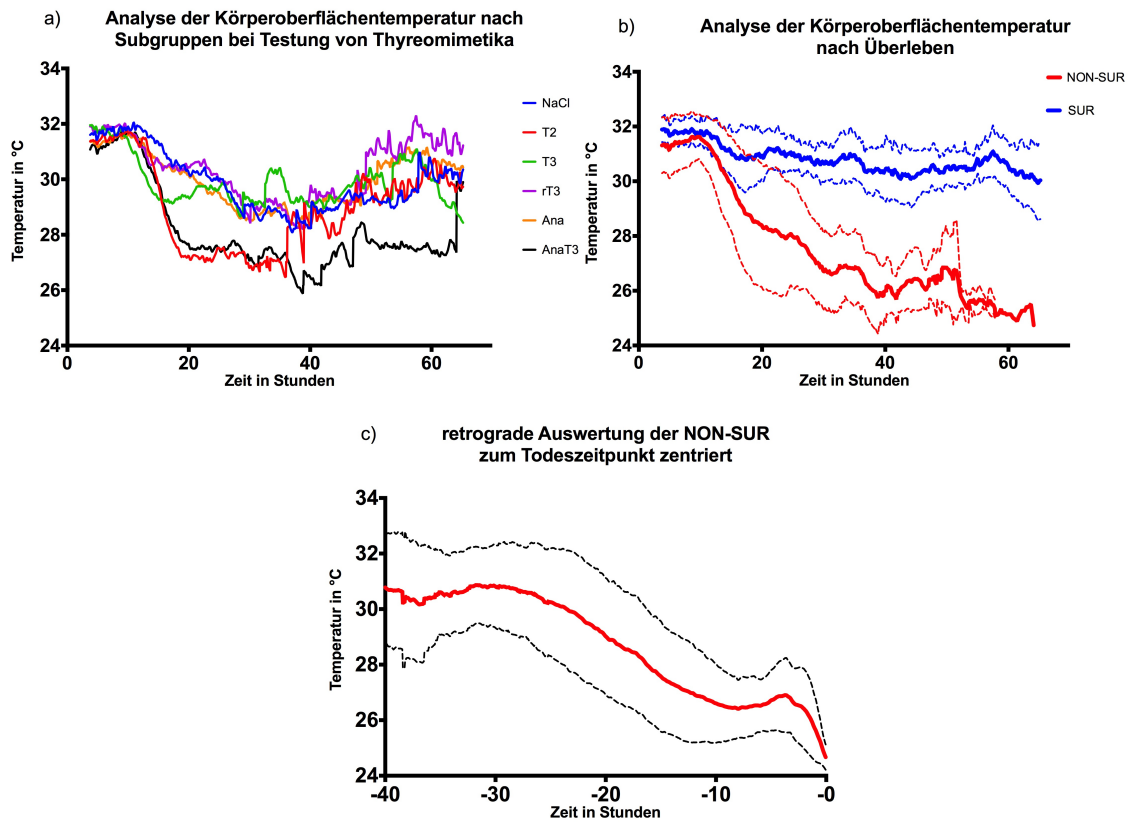 a)
Analyse der Körperoberflächentemperatur nach
Subgruppen bei Testung von Thyreomimetika
34
32
30
28
26
24
0
20
40
60
Temperatur in °C
Zeit in Stunden
NaCl
T2
T3
rT3
Ana
AnaT3
b)
Analyse der Körperoberflächentemperatur
nach Überleben
34
32
30
28
26
24
0
20
40
60
Temperatur in °C
Zeit in Stunden
NON-SUR
SUR
c)
retrograde Auswertung der NON-SUR
zum Todeszeitpunkt zentriert
34
32
30
28
26
24
-40
-30
-20
-10
-0
Temperatur in °C
Zeit in Stunden